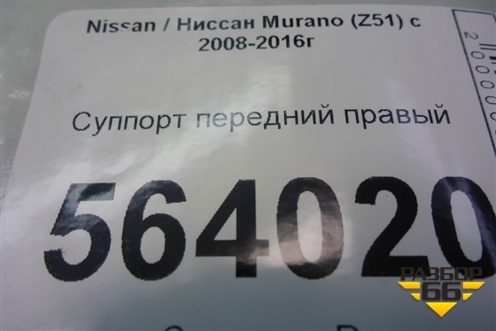 Nissan / Ниссан Murano (Z51) с
2008-2016г
Суппорт передний правый
564020
РАЗБОР
66